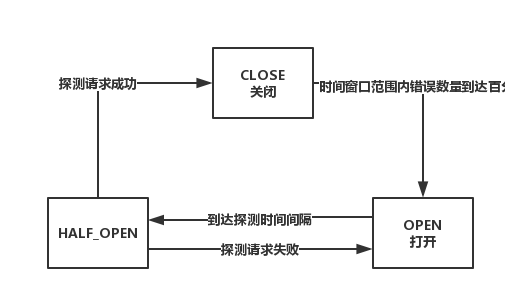 CLOSE
关闭
探测请求成功
时间窗口范围内错误数量到达百
到达探测时间间隔
HALF_OPEN
OPEN
打开
探测请求失败